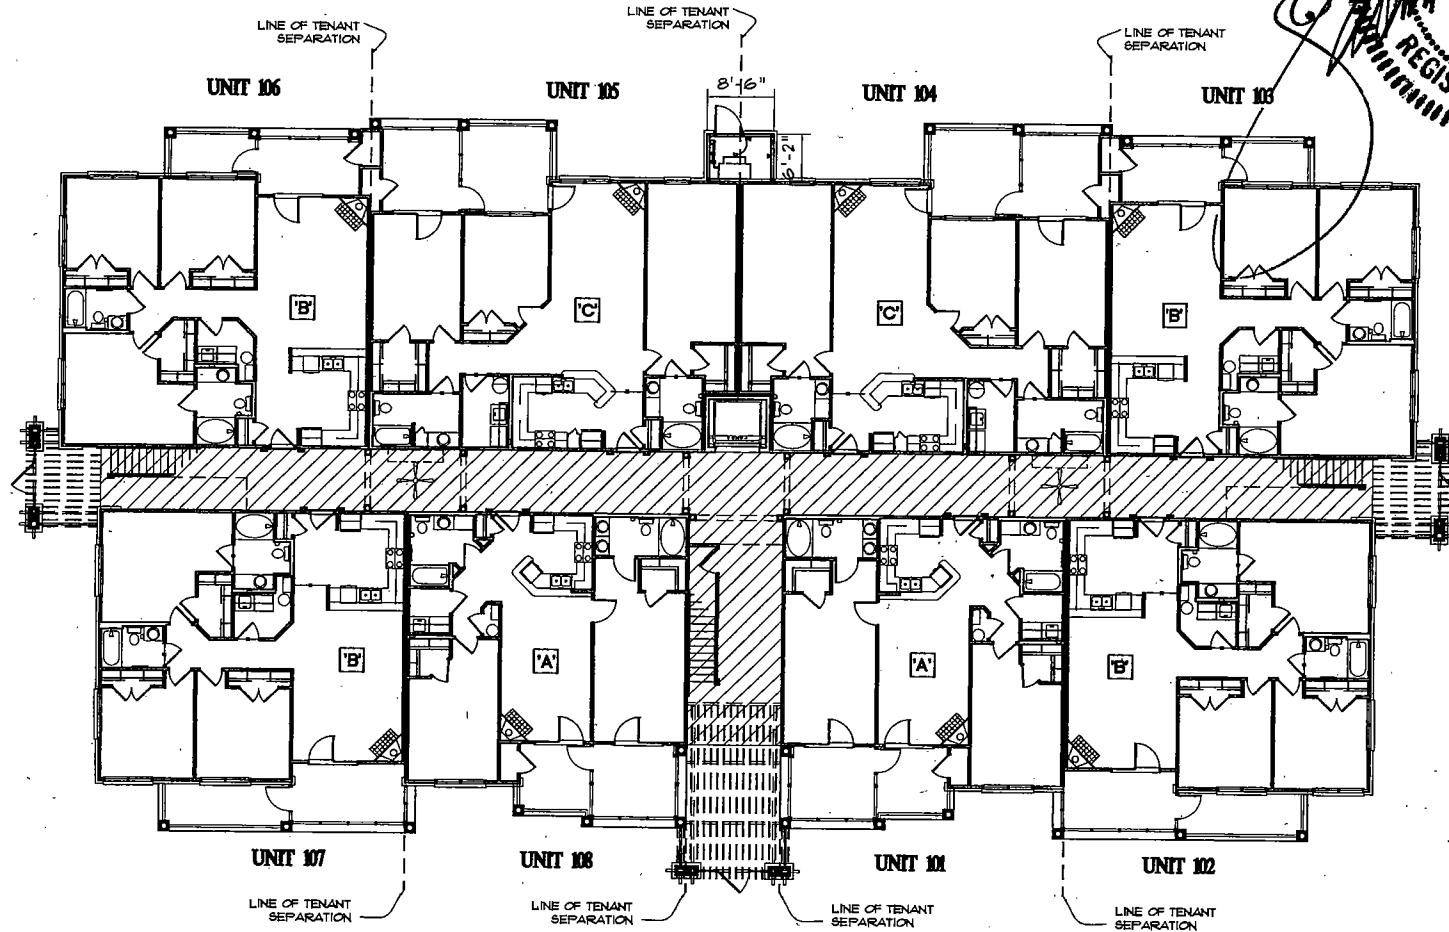 LINE OF TENANT
SEPARATION
LINE OF TENANT
SEPARATION
LINE OF TENANT
SEPARATION
REGIS
UNIT 106
UNIT 105
8'-6"
UNIT 104
UNIT 103
6'-2"
'B'
'C'
'C'
'B'
'B'
'A'
'A'
'B'
UNIT 107
UNIT 108
UNIT 101
UNIT 102
LINE OF TENANT
SEPARATION
LINE OF TENANT
SEPARATION
LINE OF TENANT
SEPARATION
LINE OF TENANT
SEPARATION